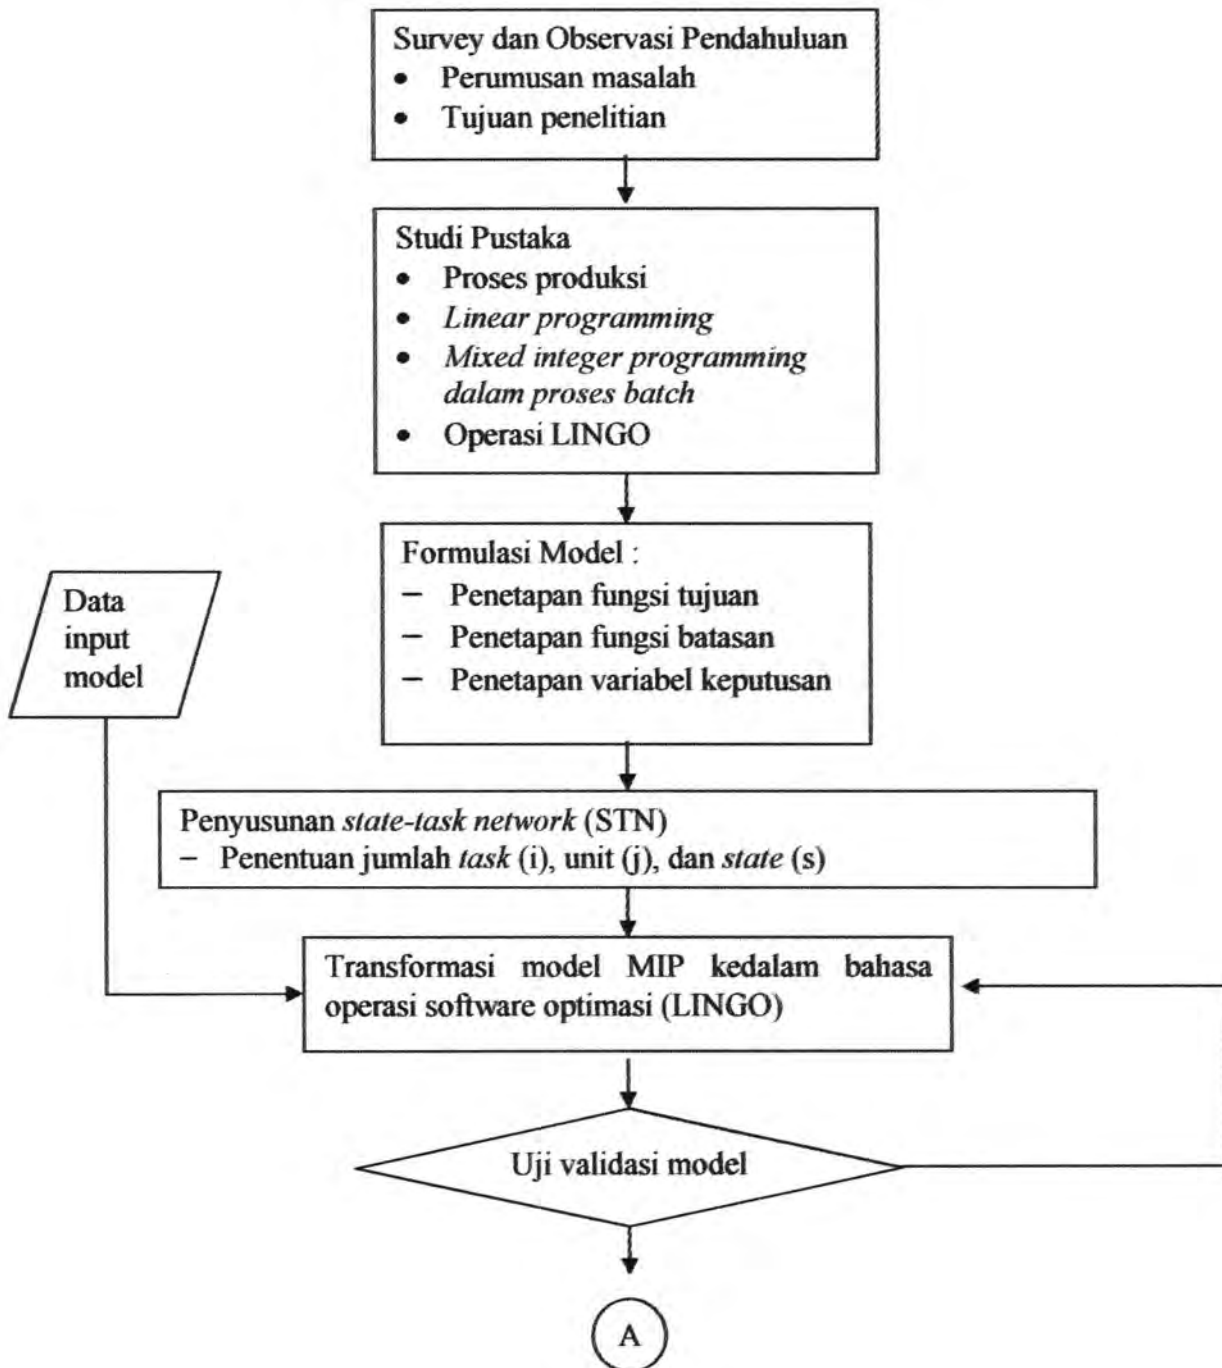 Survey dan Observasi Pendahuluan
• Perumusan masalah
• Tujuan penelitian
Studi Pustaka
• Proses produksi
• Linear programming
• Mixed integer programming
dalam proses batch
• Operasi LINGO
Formulasi Model :
– Penetapan fungsi tujuan
– Penetapan fungsi batasan
– Penetapan variabel keputusan
Data
input
model
Penyusunan state-task network (STN)
– Penentuan jumlah task (i), unit (j), dan state (s)
Transformasi model MIP kedalam bahasa
operasi software optimasi (LINGO)
Uji validasi model
A